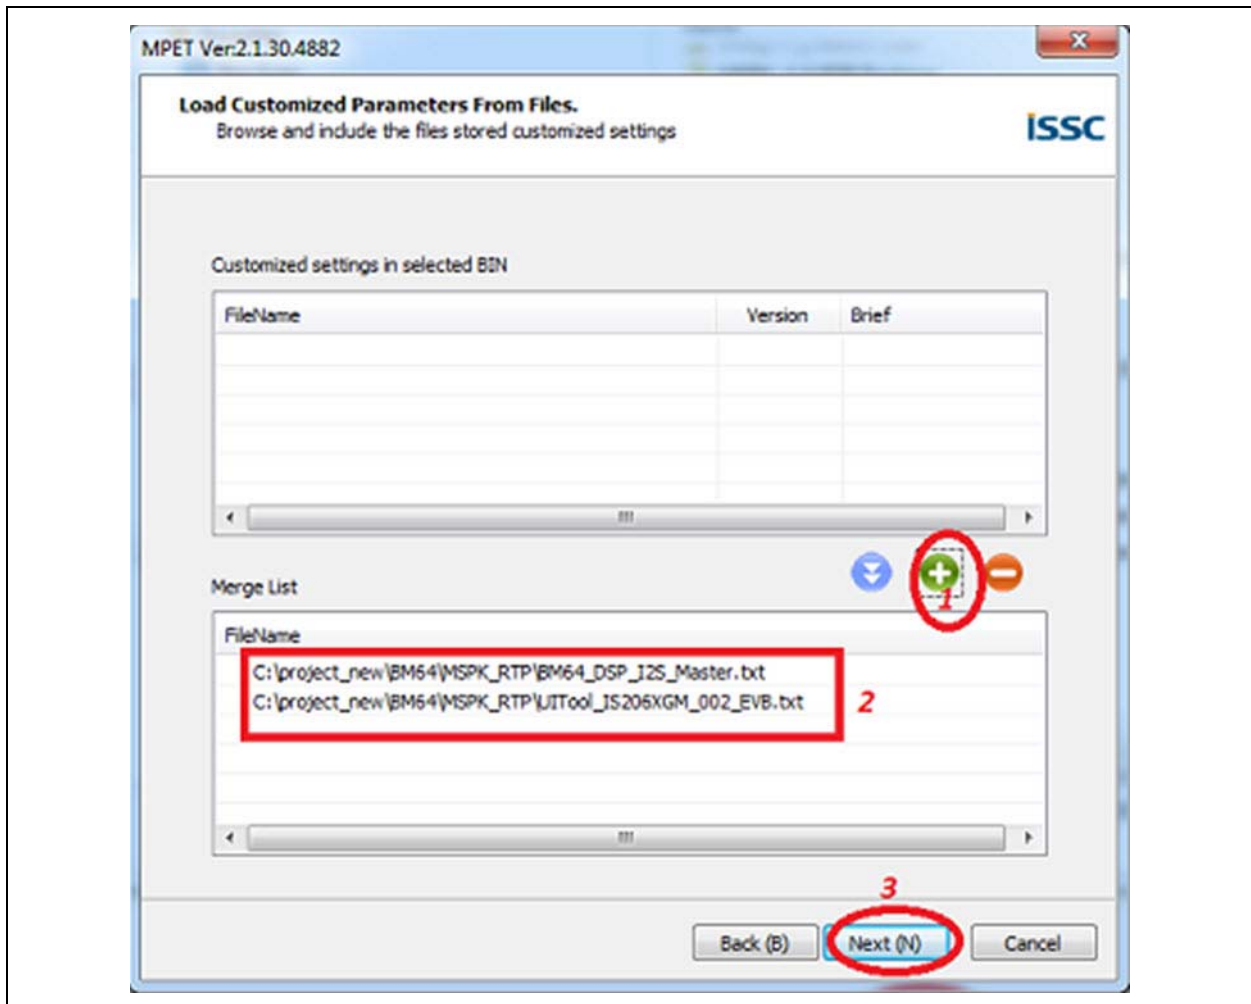 MPET Ver:2.1.30.4882
Load Customized Parameters From Files.
Browse and include the files stored customized settings
ISSC
Customized settings in selected BIN
FileName Version Brief
1
Merge List
FileName
C:\project_new\BM64\MSPK_RTP\BM64_DSP_I2S_Master.txt
C:\project_new\BM64\MSPK_RTP\UITool_IS206XGM_002_EVB.txt
2
3
Back (B) Next (N) Cancel